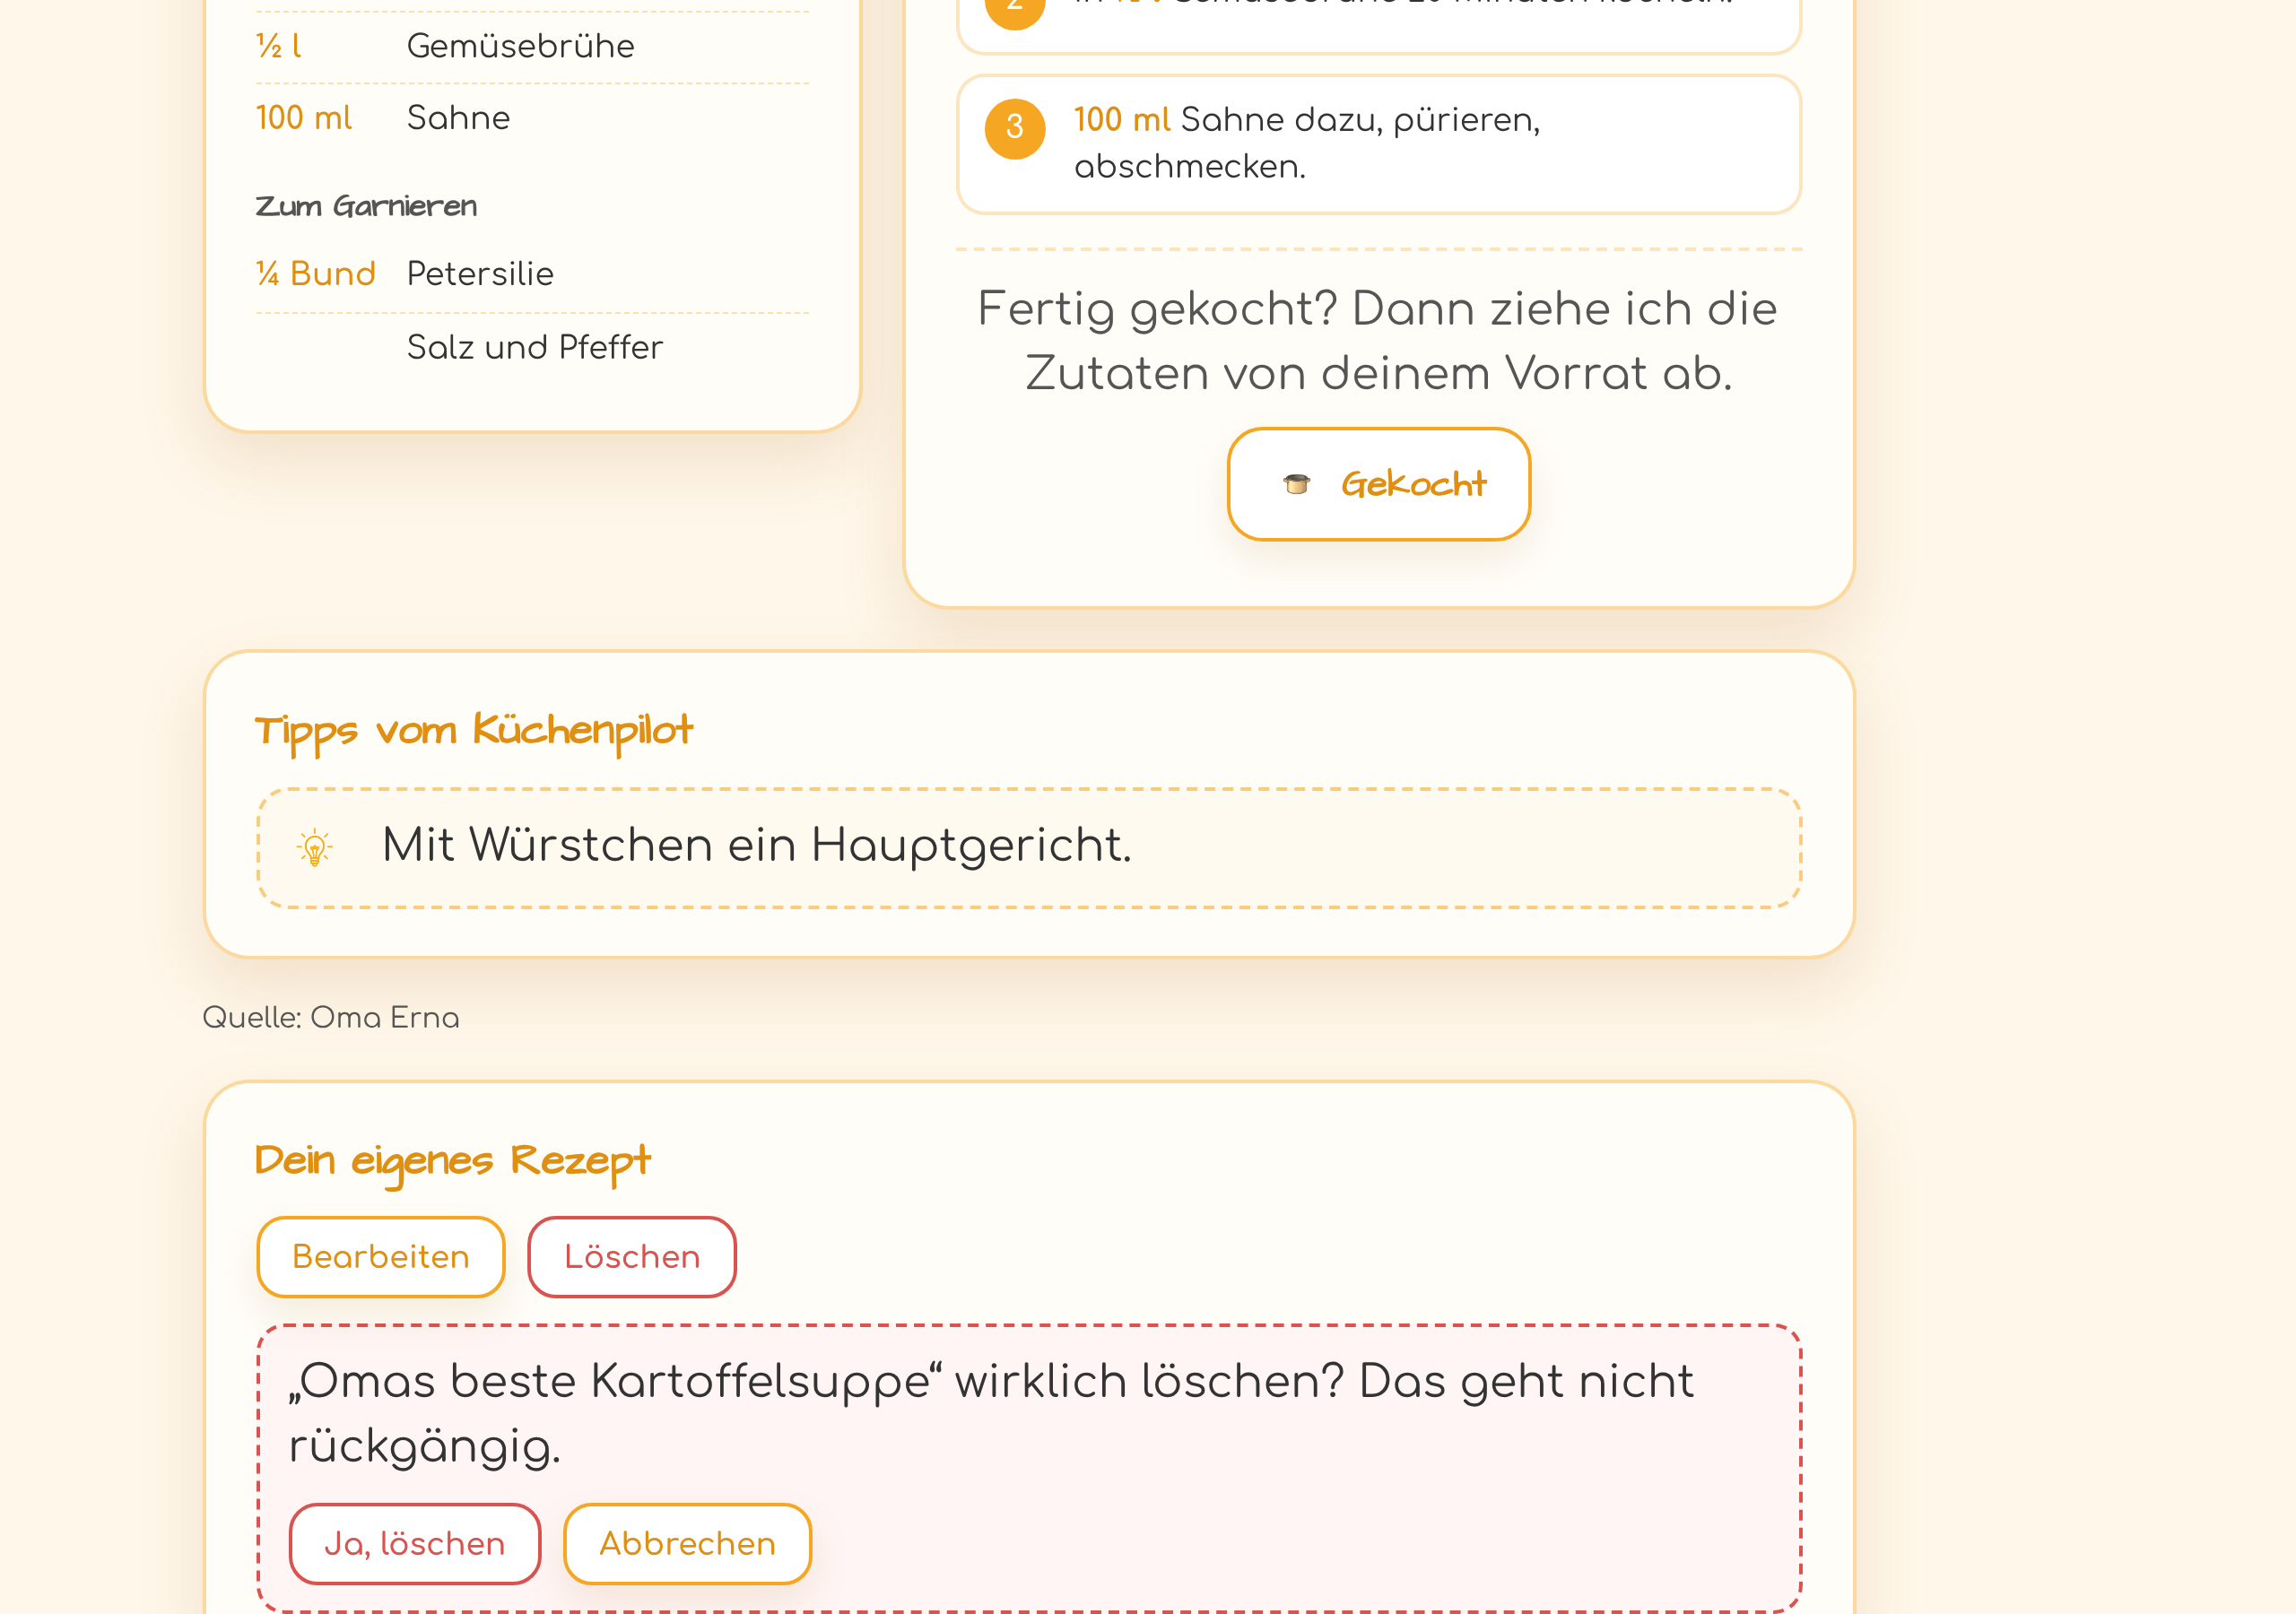 ½ l Gemüsebrühe
100 ml Sahne
Zum Garnieren
¼ Bund Petersilie
Salz und Pfeffer
2
3
100 ml Sahne dazu, pürieren,
abschmecken.
Fertig gekocht? Dann ziehe ich die
Zutaten von deinem Vorrat ab.
Gekocht
Tipps vom Küchenpilot
Mit Würstchen ein Hauptgericht.
Quelle: Oma Erna
Dein eigenes Rezept
Bearbeiten Löschen
„Omas beste Kartoffelsuppe“ wirklich löschen? Das geht nicht
rückgängig.
Ja, löschen Abbrechen